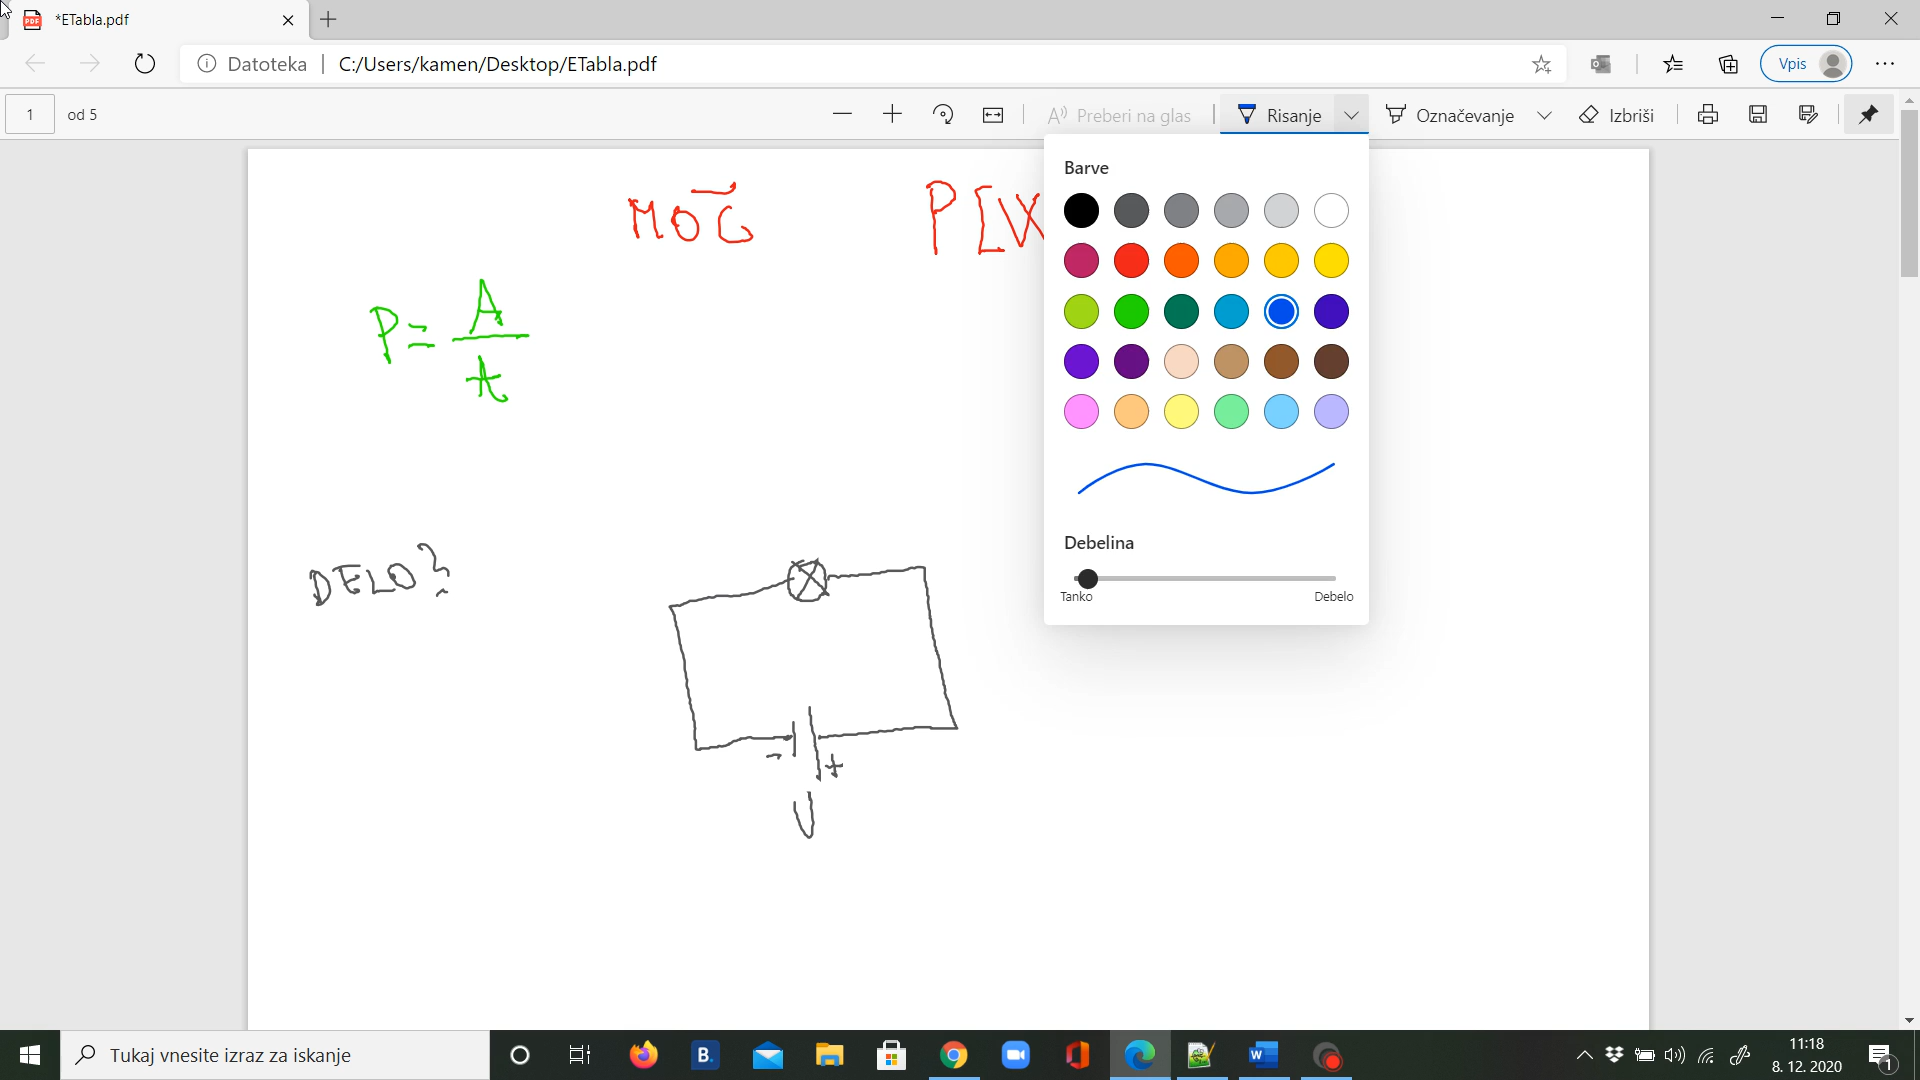 *ETabla.pdf
Datoteka | C:/Users/kamen/Desktop/ETabla.pdf
Vpis
1 od 5
Preberi na glas
Risanje
Označevanje
Izbriši
Barve
MOČ P [W
P = A / t
Debelina
Tanko Debelo
DELO?
- +
U
Tukaj vnesite izraz za iskanje
B.
11:18
8. 12. 2020
1